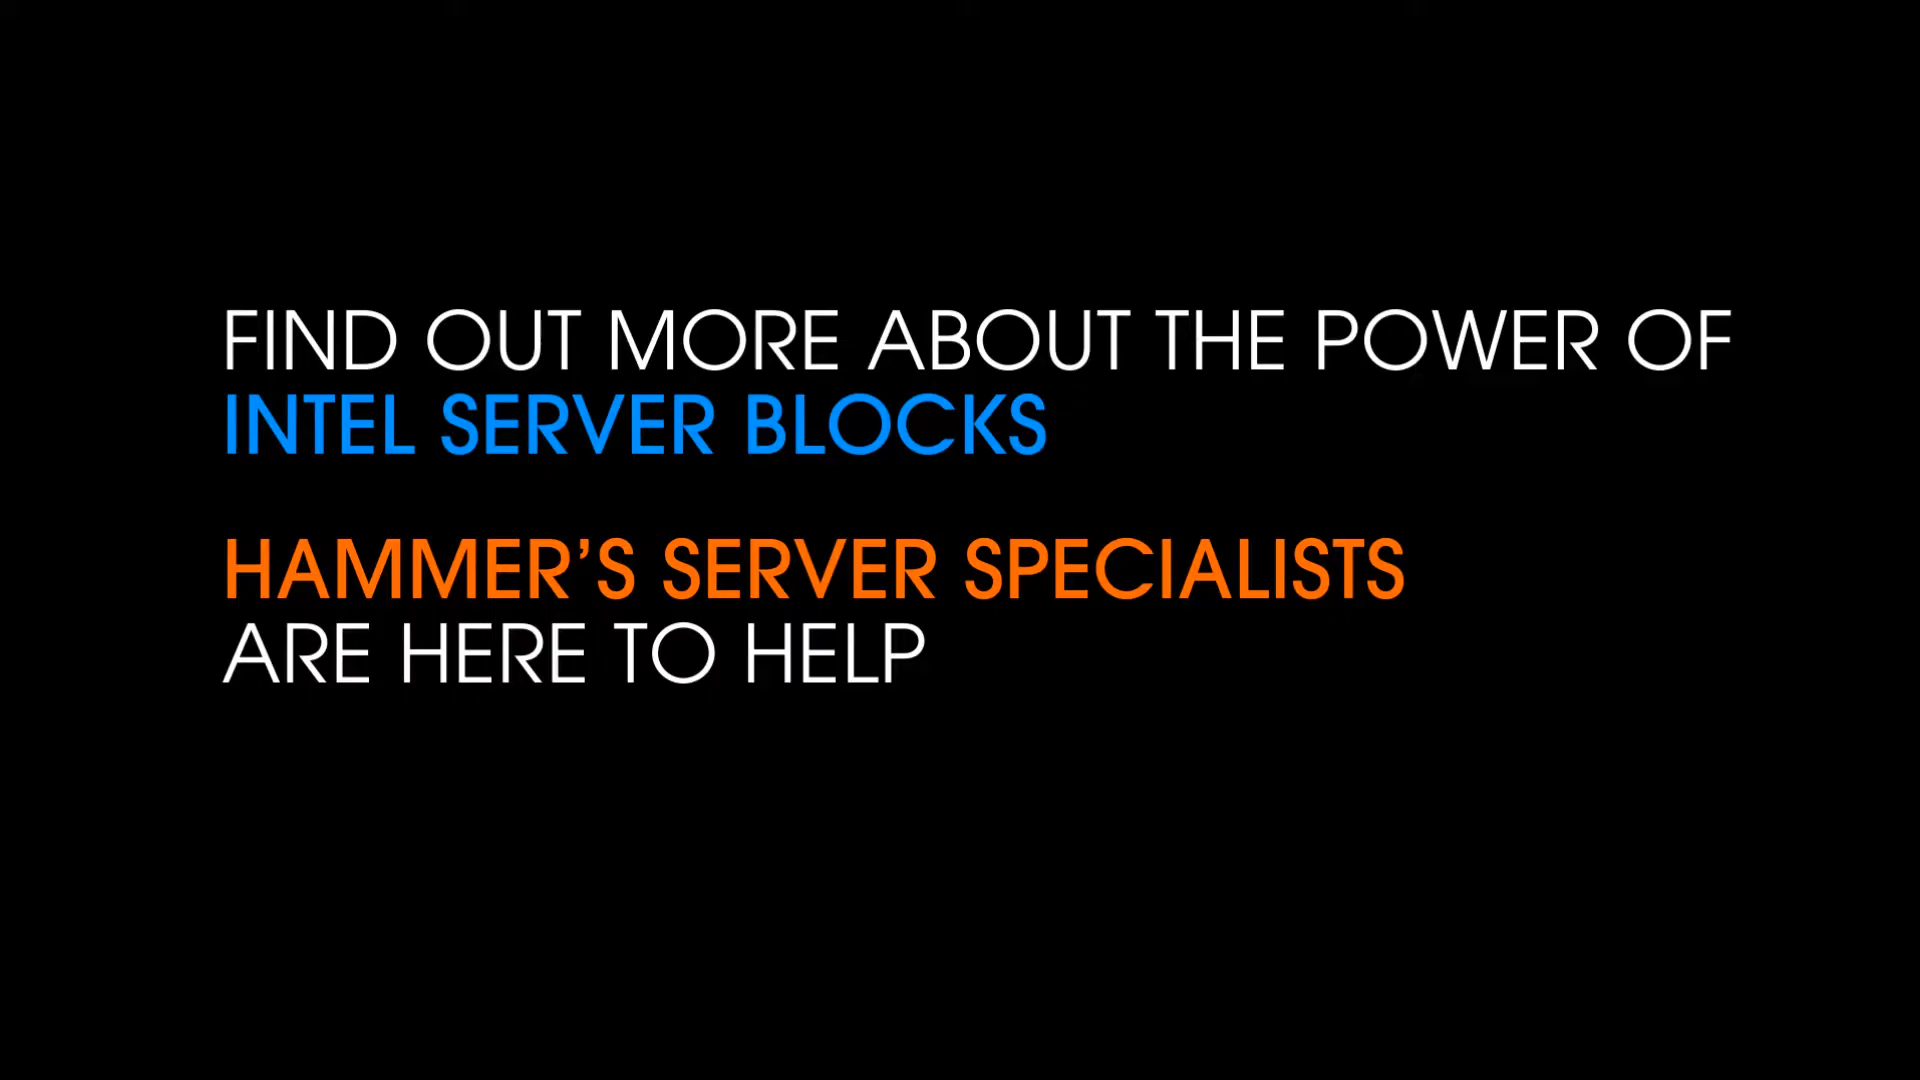 FIND OUT MORE ABOUT THE POWER OF
INTEL SERVER BLOCKS
HAMMER’S SERVER SPECIALISTS
ARE HERE TO HELP